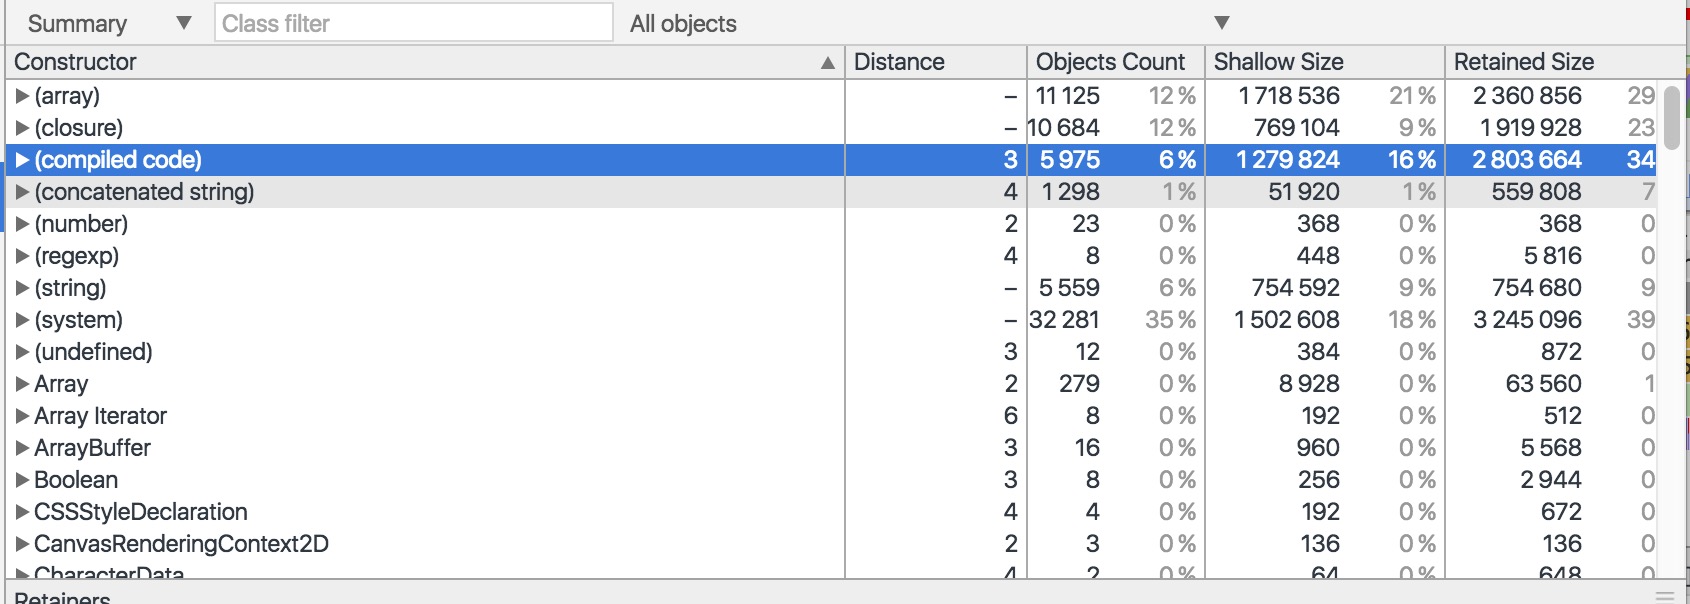 Summary ▼ Class filter All objects ▼
Constructor ▲ Distance Objects Count Shallow Size Retained Size
▶ (array) – 11 125 12 % 1 718 536 21 % 2 360 856 29
▶ (closure) – 10 684 12 % 769 104 9 % 1 919 928 23
▶ (compiled code) 3 5 975 6 % 1 279 824 16 % 2 803 664 34
▶ (concatenated string) 4 1 298 1 % 51 920 1 % 559 808 7
▶ (number) 2 23 0 % 368 0 % 368 0
▶ (regexp) 4 8 0 % 448 0 % 5 816 0
▶ (string) – 5 559 6 % 754 592 9 % 754 680 9
▶ (system) – 32 281 35 % 1 502 608 18 % 3 245 096 39
▶ (undefined) 3 12 0 % 384 0 % 872 0
▶ Array 2 279 0 % 8 928 0 % 63 560 1
▶ Array Iterator 6 8 0 % 192 0 % 512 0
▶ ArrayBuffer 3 16 0 % 960 0 % 5 568 0
▶ Boolean 3 8 0 % 256 0 % 2 944 0
▶ CSSStyleDeclaration 4 4 0 % 192 0 % 672 0
▶ CanvasRenderingContext2D 2 3 0 % 136 0 % 136 0
▶ CharacterData 4 2 0 % 64 0 % 648 0
Retainers